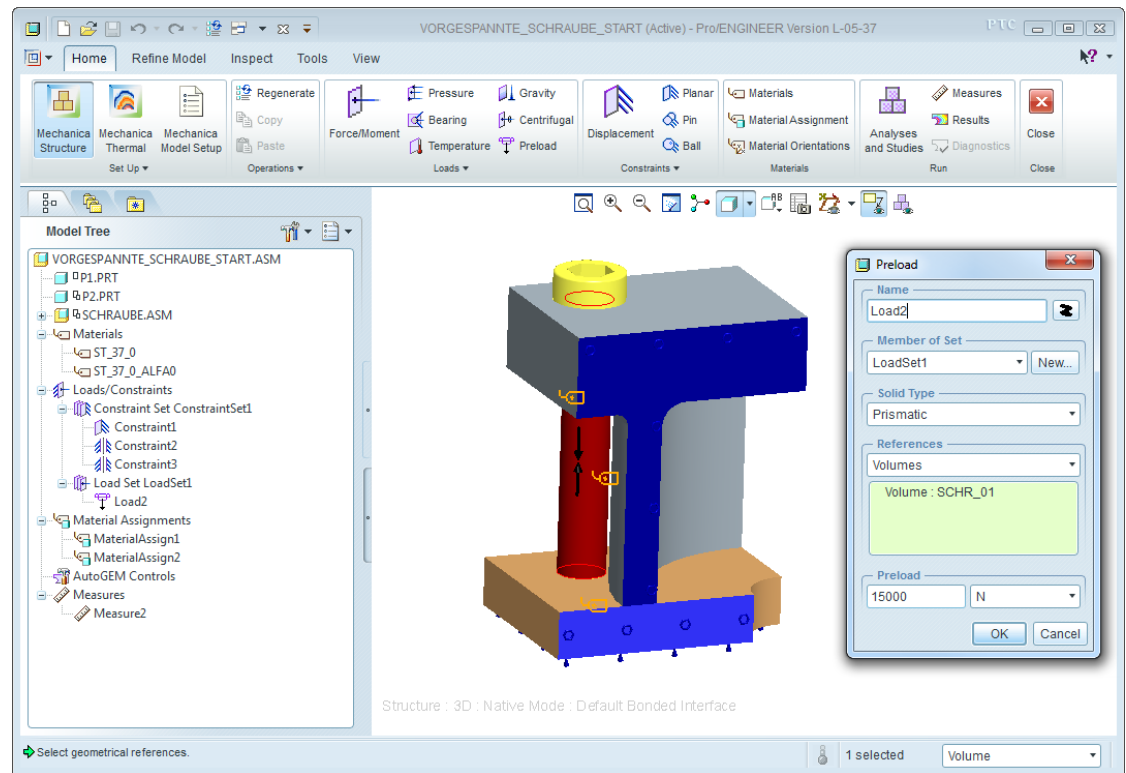 VORGESPANNTE_SCHRAUBE_START (Active) - Pro/ENGINEER Version L-05-37
PTC
Home Refine Model Inspect Tools View
Mechanica Structure
Mechanica Thermal
Mechanica Model Setup
Set Up
Regenerate
Copy
Paste
Operations
Force/Moment
Pressure
Bearing
Temperature
Gravity
Centrifugal
Preload
Loads
Displacement
Planar
Pin
Ball
Constraints
Materials
Material Assignment
Material Orientations
Materials
Analyses and Studies
Measures
Results
Diagnostics
Run
Close
Close
Model Tree
VORGESPANNTE_SCHRAUBE_START.ASM
P1.PRT
P2.PRT
SCHRAUBE.ASM
Materials
ST_37_0
ST_37_0_ALFA0
Loads/Constraints
Constraint Set ConstraintSet1
Constraint1
Constraint2
Constraint3
Load Set LoadSet1
Load2
Material Assignments
MaterialAssign1
MaterialAssign2
AutoGEM Controls
Measures
Measure2
Structure : 3D : Native Mode : Default Bonded Interface
Preload
Name
Load2
Member of Set
LoadSet1 New...
Solid Type
Prismatic
References
Volumes
Volume : SCHR_01
Preload
15000 N
OK Cancel
Select geometrical references.
1 selected Volume